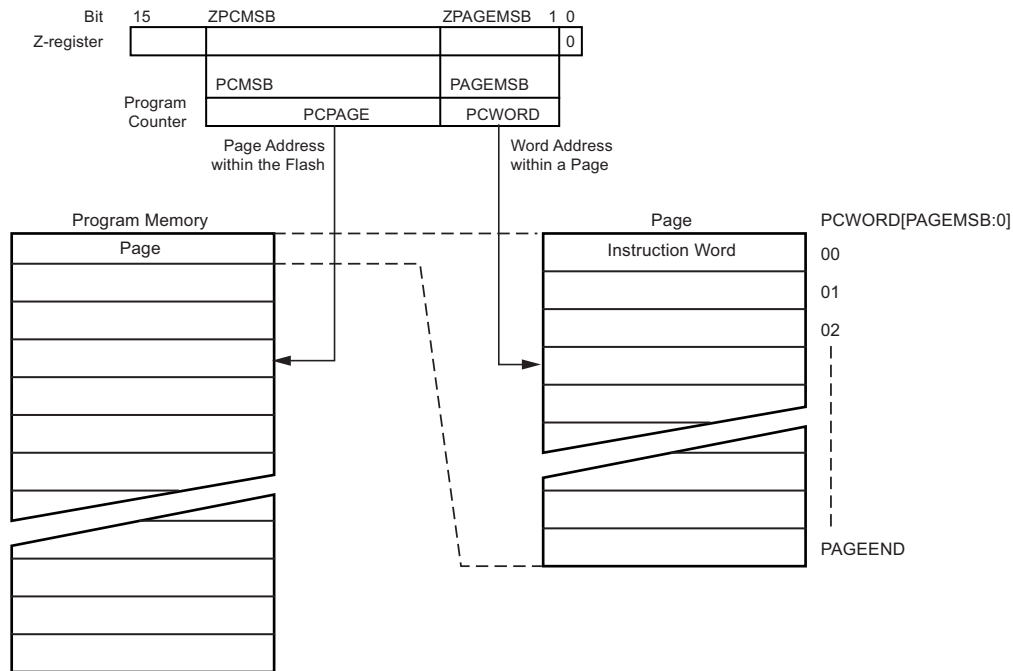 Bit 15 ZPCMSB ZPAGEMSB 1 0
Z-register 0
PCMSB PAGEMSB
Program
Counter
PCPAGE PCWORD
Page Address
within the Flash
Word Address
within a Page
Program Memory
Page
Page
Instruction Word
PCWORD[PAGEMSB:0]
00
01
02
PAGEEND